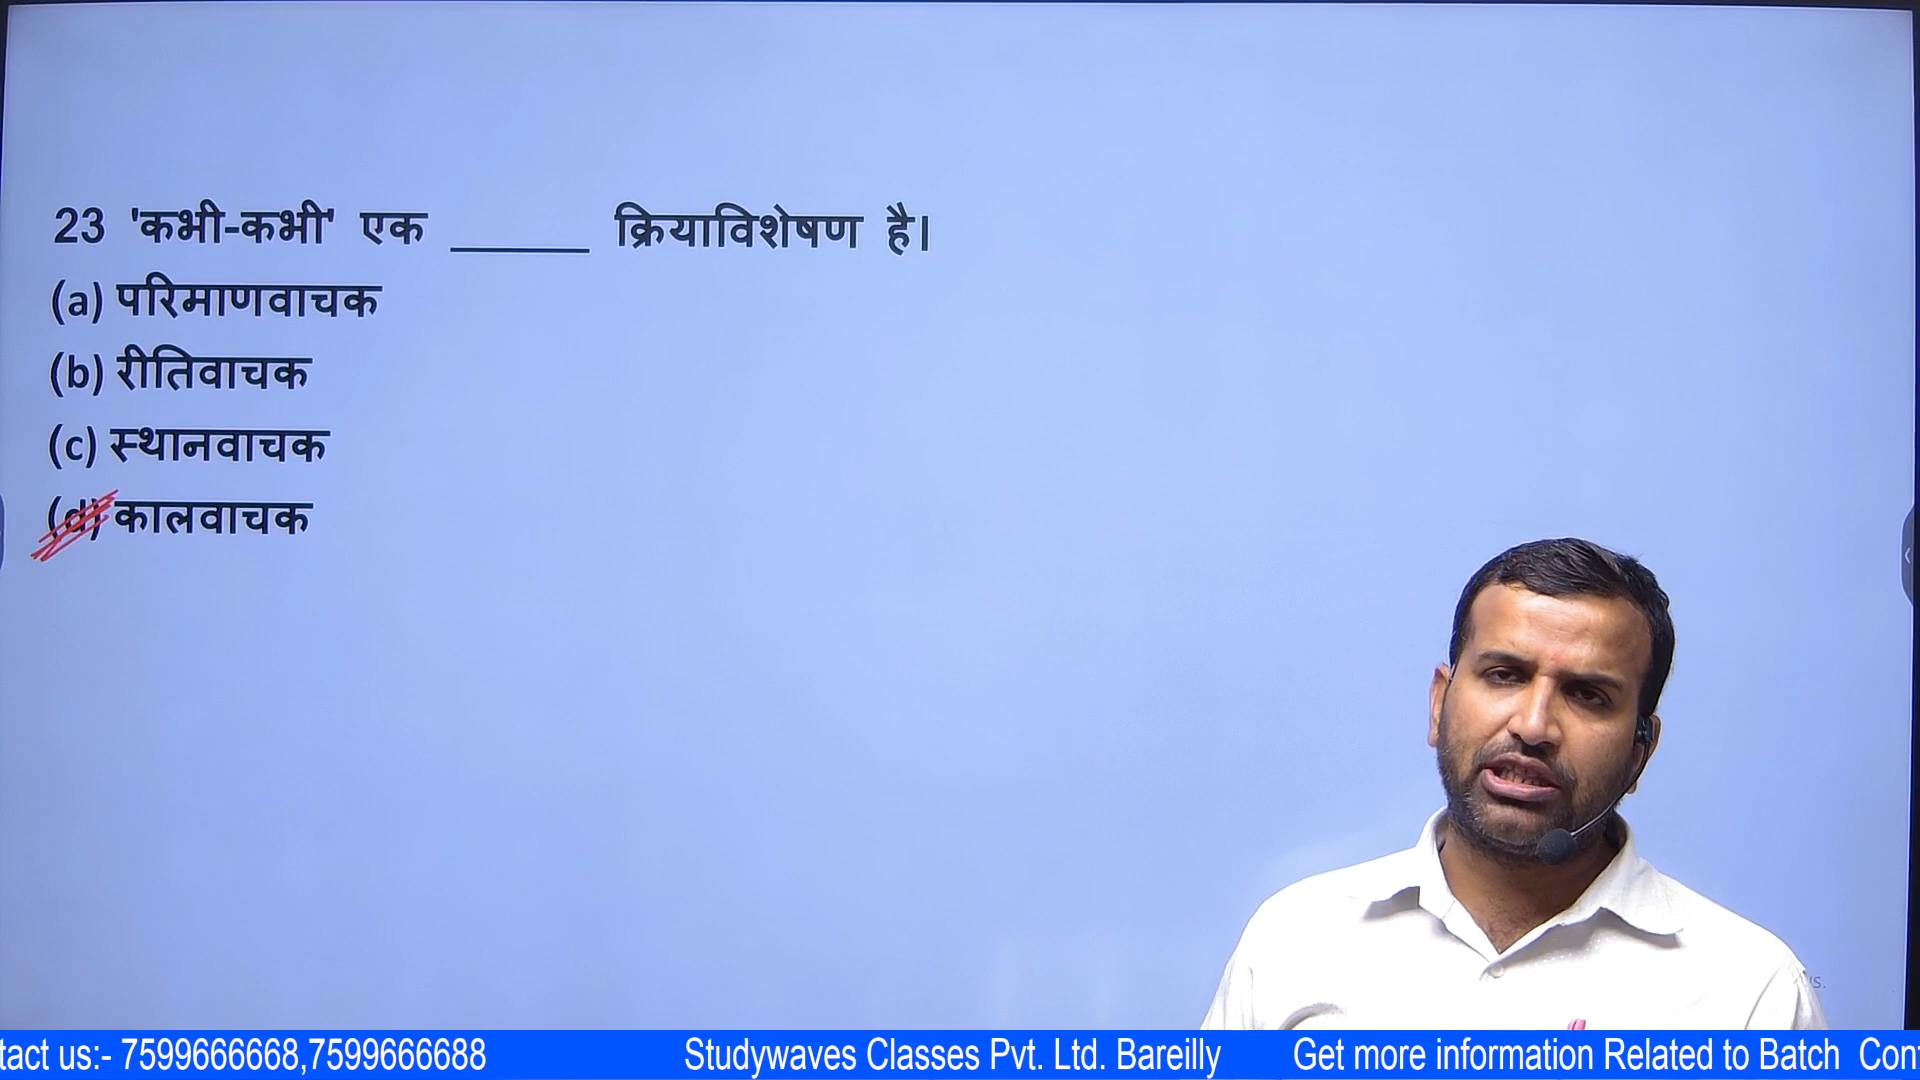 23 'कभी-कभी' एक ______ क्रियाविशेषण है।
(a) परिमाणवाचक
(b) रीतिवाचक
(c) स्थानवाचक
(d) कालवाचक
tact us:- 7599666668,7599666688 Studywaves Classes Pvt. Ltd. Bareilly Get more information Related to Batch Con